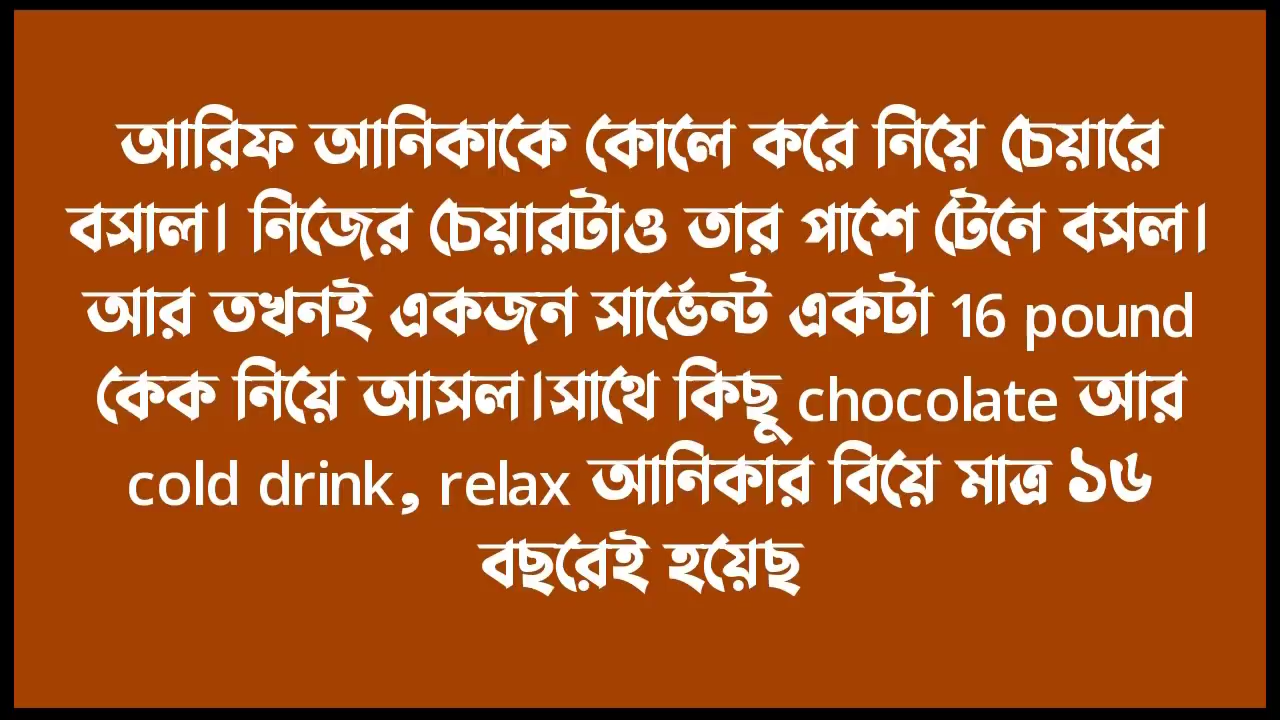 আরিফ আনিকাকে কোলে করে নিয়ে চেয়ারে
বসাল। নিজের চেয়ারটাও তার পাশে টেনে বসল।
আর তখনই একজন সার্ভেন্ট একটা 16 pound
কেক নিয়ে আসল।সাথে কিছু chocolate আর
cold drink, relax আনিকার বিয়ে মাত্র ১৬
বছরেই হয়েছ